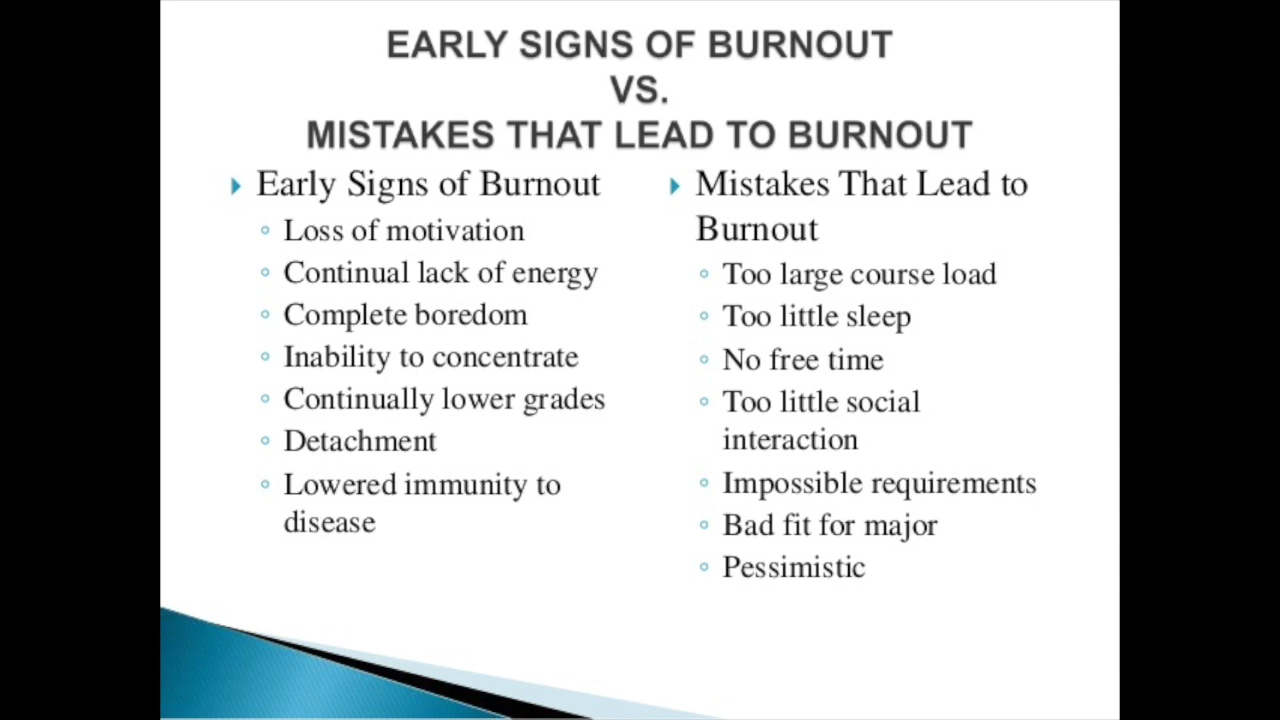 EARLY SIGNS OF BURNOUT
VS.
MISTAKES THAT LEAD TO BURNOUT
Early Signs of Burnout
Loss of motivation
Continual lack of energy
Complete boredom
Inability to concentrate
Continually lower grades
Detachment
Lowered immunity to
disease
Mistakes That Lead to
Burnout
Too large course load
Too little sleep
No free time
Too little social
interaction
Impossible requirements
Bad fit for major
Pessimistic